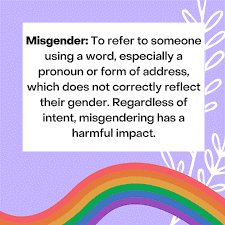 Misgender: To refer to someone
using a word, especially a
pronoun or form of address,
which does not correctly reflect
their gender. Regardless of
intent, misgendering has a
harmful impact.